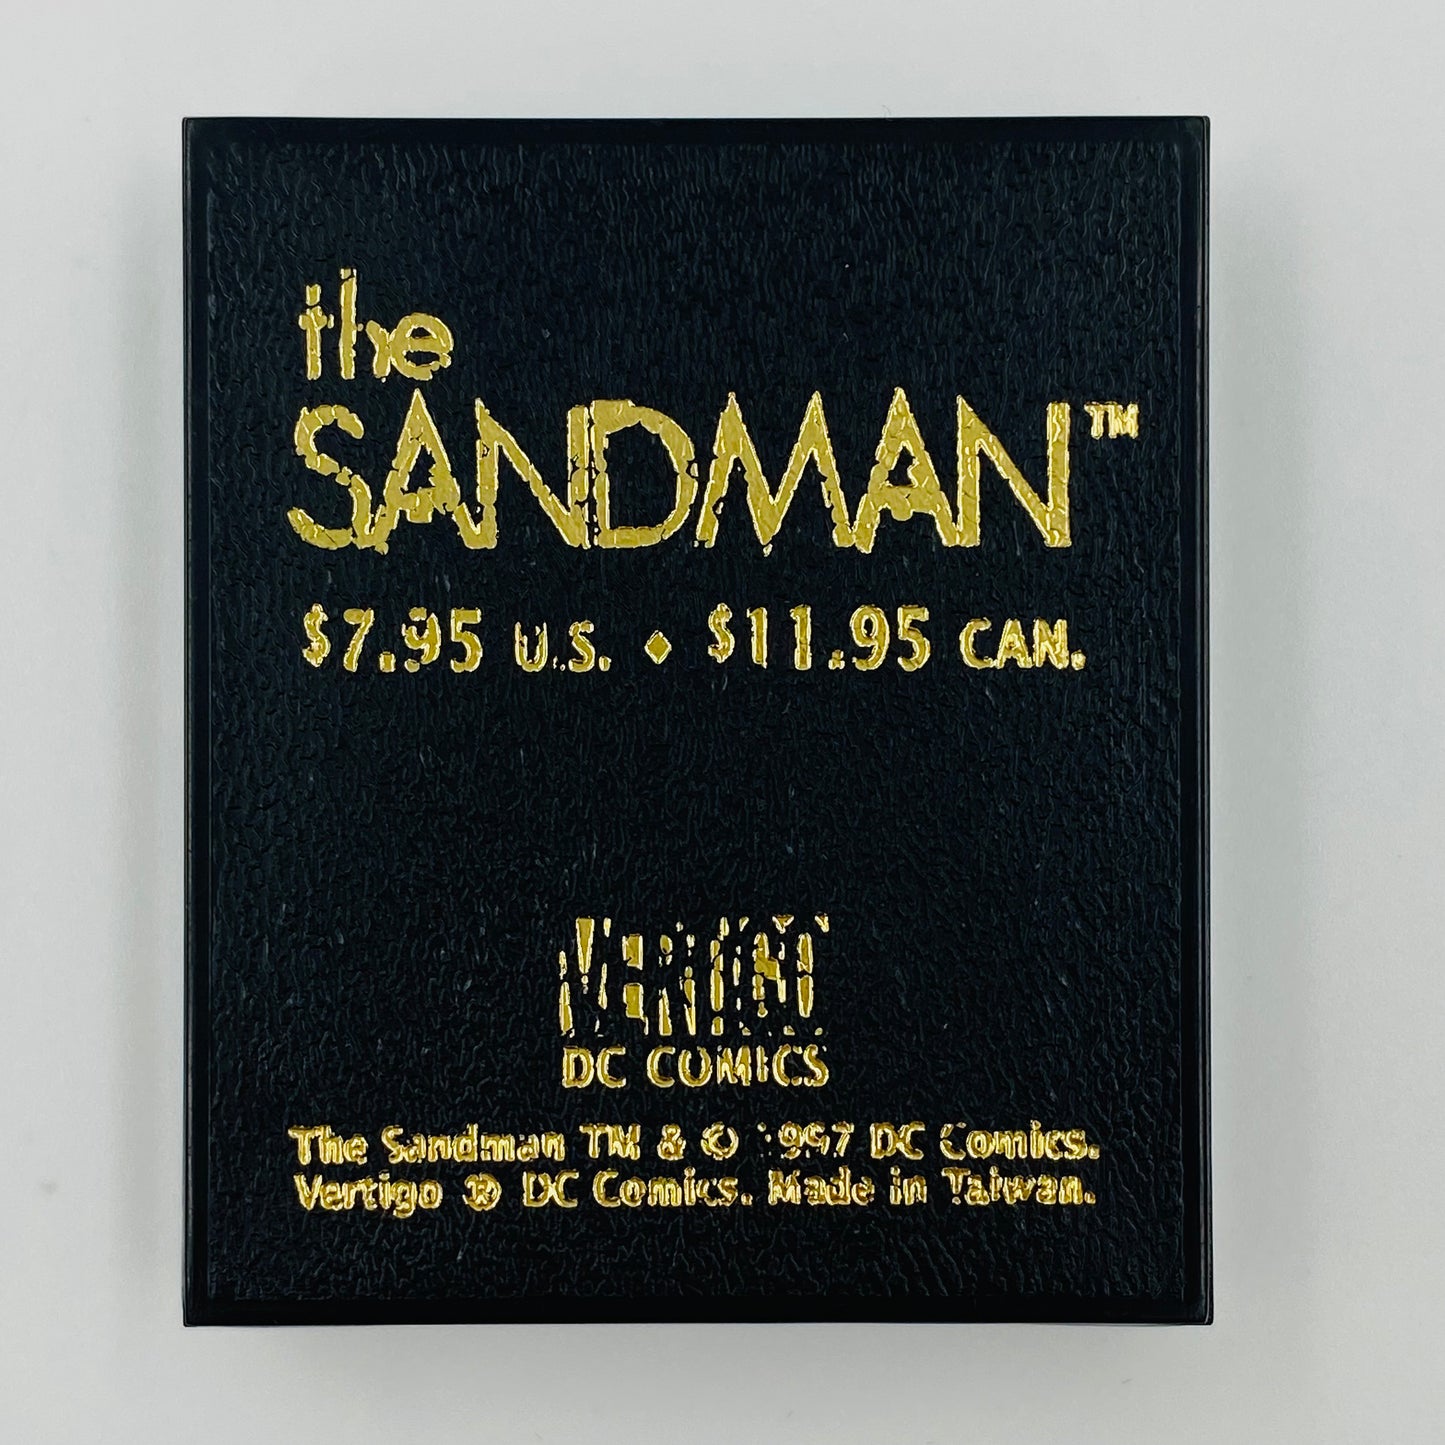 the
SANDMAN™
$7.95 U.S. ◆ $11.95 CAN.
VERTIGO
DC COMICS
The Sandman TM & © 1997 DC Comics.
Vertigo ® DC Comics. Made in Taiwan.